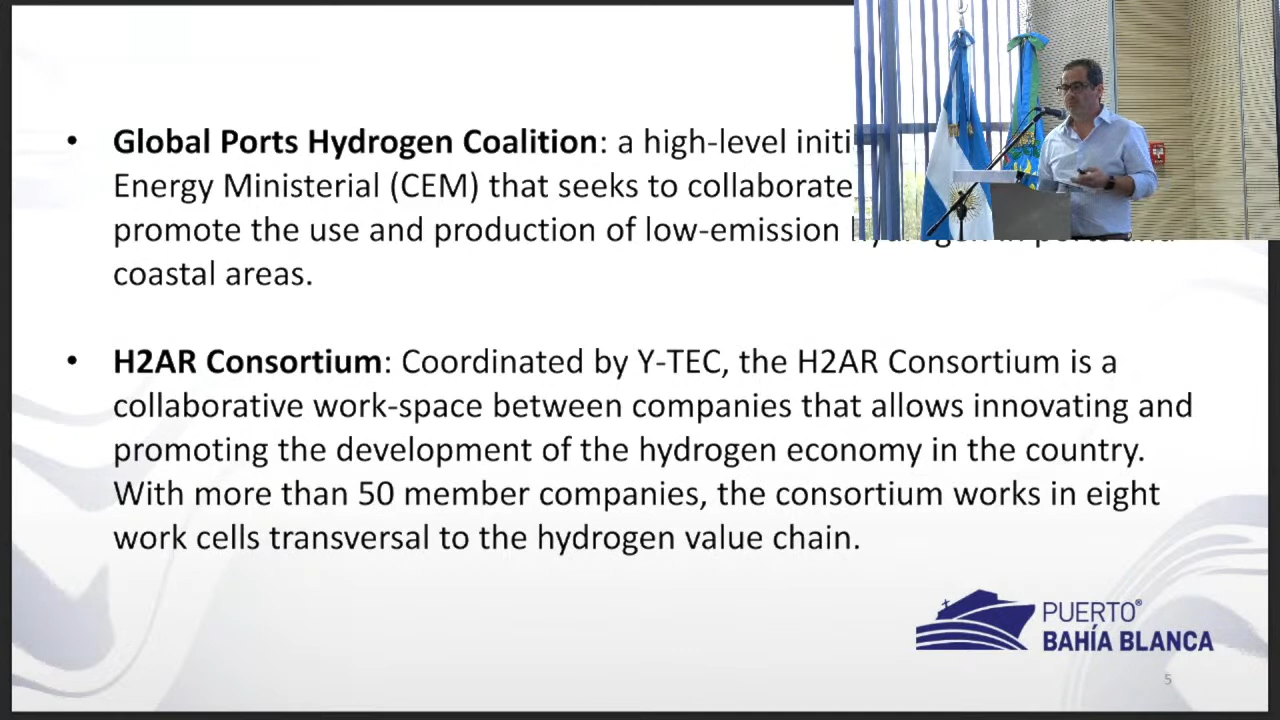 • Global Ports Hydrogen Coalition: a high-level
Energy Ministerial (CEM) that seeks to collaborate
promote the use and production of low-emission
coastal areas.
• H2AR Consortium: Coordinated by Y-TEC, the H2AR Consortium is a
collaborative work-space between companies that allows innovating and
promoting the development of the hydrogen economy in the country.
With more than 50 member companies, the consortium works in eight
work cells transversal to the hydrogen value chain.
PUERTO®
BAHÍA BLANCA
5